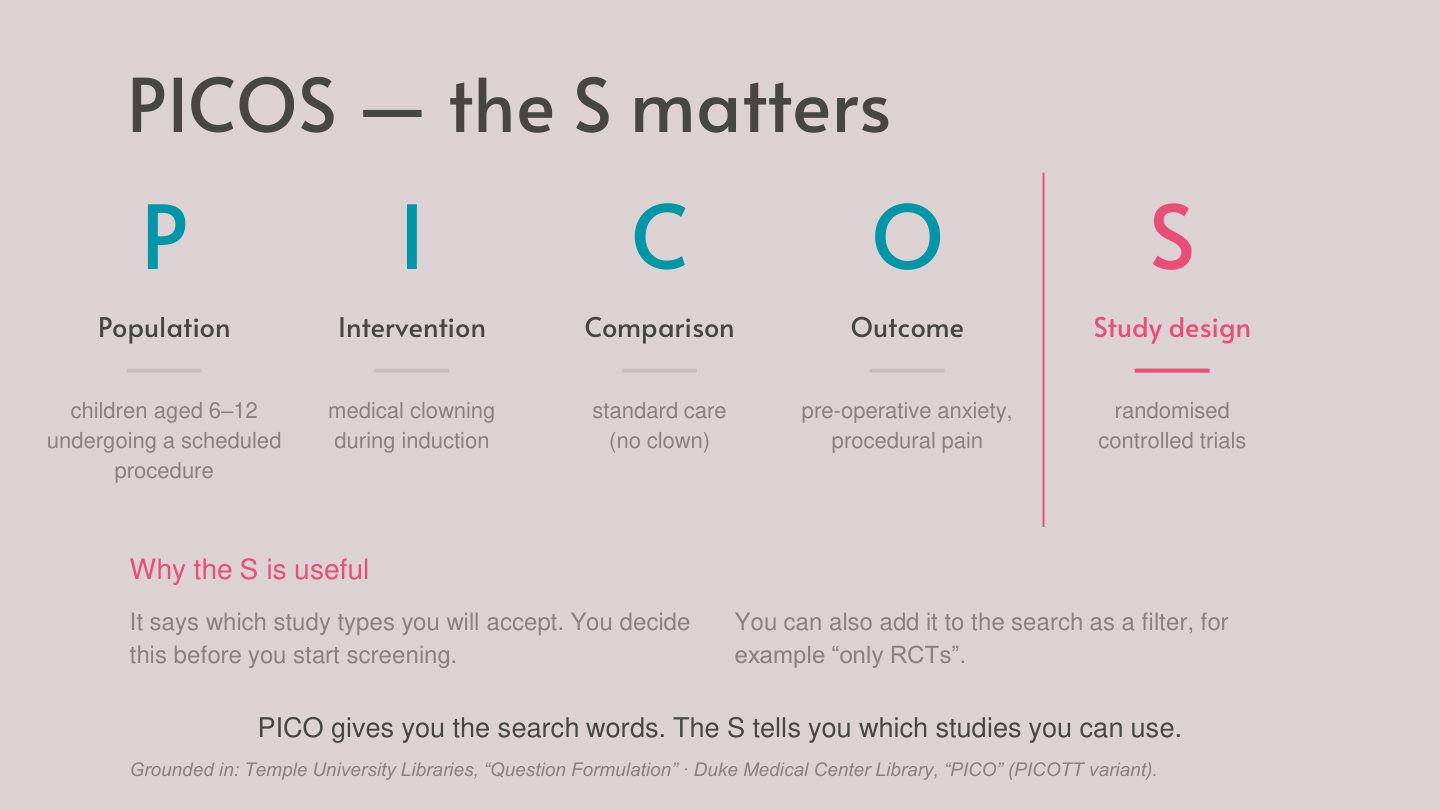 PICOS — the S matters
P
I
C
O
S
Population
Intervention
Comparison
Outcome
Study design
children aged 6–12
undergoing a scheduled
procedure
medical clowning
during induction
standard care
(no clown)
pre-operative anxiety,
procedural pain
randomised
controlled trials
Why the S is useful
It says which study types you will accept. You decide
this before you start screening.
You can also add it to the search as a filter, for
example “only RCTs”.
PICO gives you the search words. The S tells you which studies you can use.
Grounded in: Temple University Libraries, “Question Formulation” · Duke Medical Center Library, “PICO” (PICOTT variant).